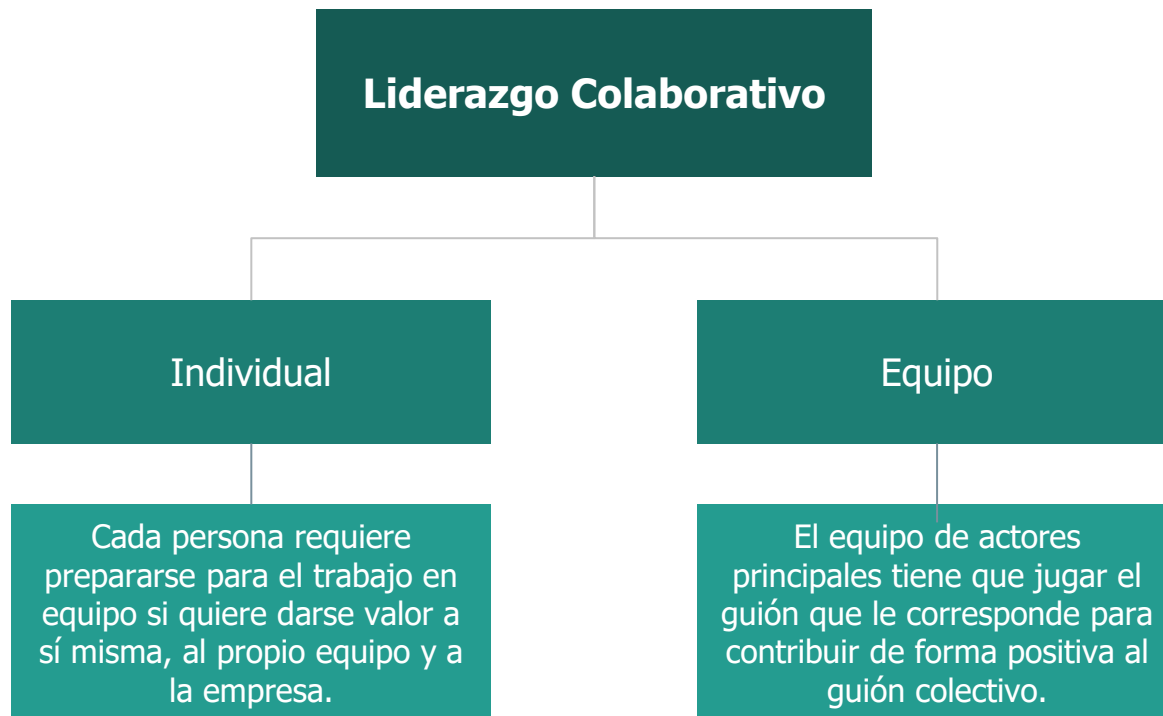 Liderazgo Colaborativo
Individual
Equipo
Cada persona requiere
prepararse para el trabajo en
equipo si quiere darse valor a
sí misma, al propio equipo y a
la empresa.
El equipo de actores
principales tiene que jugar el
guión que le corresponde para
contribuir de forma positiva al
guión colectivo.